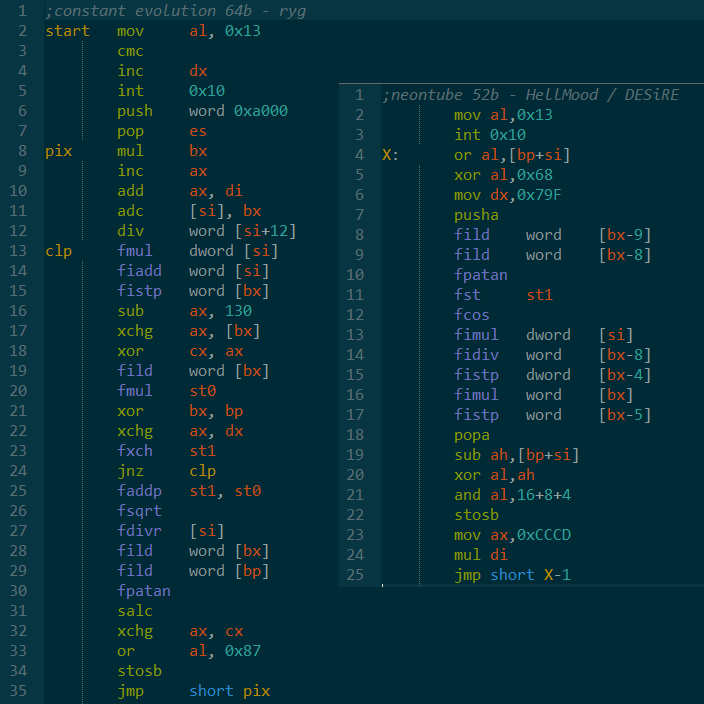 1 ;constant evolution 64b - ryg
2 start mov al, 0x13
3 cmc
4 inc dx
5 int 0x10
6 push word 0xa000
7 pop es
8 pix mul bx
9 inc ax
10 add ax, di
11 adc [si], bx
12 div word [si+12]
13 clp fmul dword [si]
14 fiadd word [si]
15 fistp word [bx]
16 sub ax, 130
17 xchg ax, [bx]
18 xor cx, ax
19 fild word [bx]
20 fmul st0
21 xor bx, bp
22 xchg ax, dx
23 fxch st1
24 jnz clp
25 faddp st1, st0
26 fsqrt
27 fdivr [si]
28 fild word [bx]
29 fild word [bp]
30 fpatan
31 salc
32 xchg ax, cx
33 or al, 0x87
34 stosb
35 jmp short pix
1 ;neontube 52b - HellMood / DESiRE
2 mov al,0x13
3 int 0x10
4 X: or al,[bp+si]
5 xor al,0x68
6 mov dx,0x79F
7 pusha
8 fild word [bx-9]
9 fild word [bx-8]
10 fpatan
11 fst st1
12 fcos
13 fimul dword [si]
14 fidiv word [bx-8]
15 fistp dword [bx-4]
16 fimul word [bx]
17 fistp word [bx-5]
18 popa
19 sub ah,[bp+si]
20 xor al,ah
21 and al,16+8+4
22 stosb
23 mov ax,0xCCCD
24 mul di
25 jmp short X-1